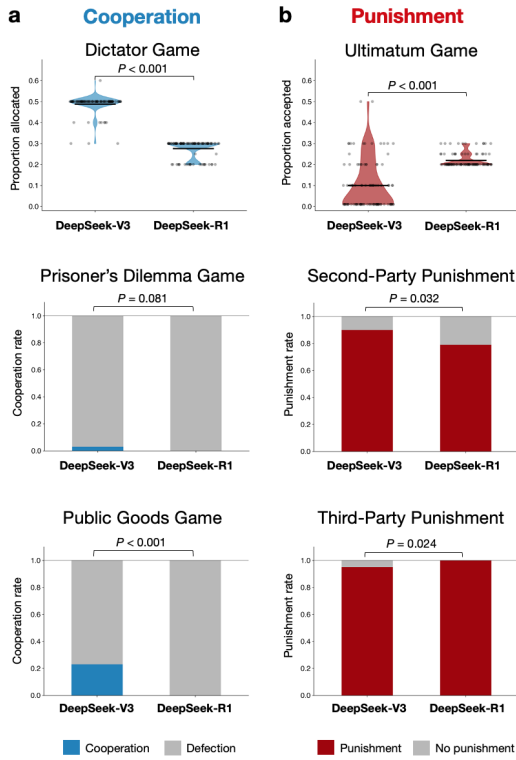 a
Cooperation
Dictator Game
P < 0.001
Proportion allocated
0.6
0.5
0.4
0.3
0.2
0.1
0.0
DeepSeek-V3
DeepSeek-R1
Prisoner's Dilemma Game
P = 0.081
Cooperation rate
1.0
0.8
0.6
0.4
0.2
0.0
DeepSeek-V3
DeepSeek-R1
Public Goods Game
P < 0.001
Cooperation rate
1.0
0.8
0.6
0.4
0.2
0.0
DeepSeek-V3
DeepSeek-R1
Cooperation
Defection
b
Punishment
Ultimatum Game
P < 0.001
Proportion accepted
0.6
0.5
0.4
0.3
0.2
0.1
0.0
DeepSeek-V3
DeepSeek-R1
Second-Party Punishment
P = 0.032
Punishment rate
1.0
0.8
0.6
0.4
0.2
0.0
DeepSeek-V3
DeepSeek-R1
Third-Party Punishment
P = 0.024
Punishment rate
1.0
0.8
0.6
0.4
0.2
0.0
DeepSeek-V3
DeepSeek-R1
Punishment
No punishment